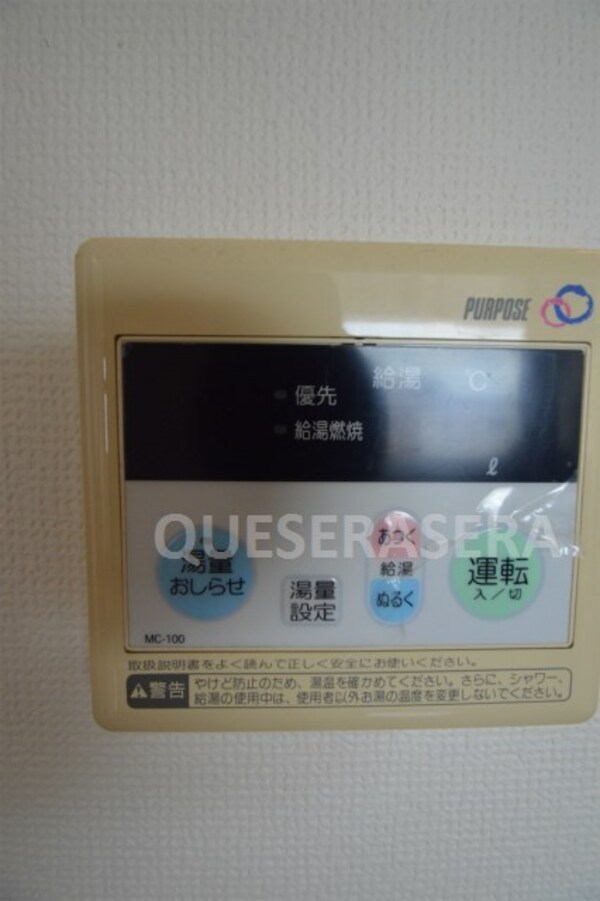 PURPOSE
給湯 ℃
優先
給湯燃焼
ℓ
QUESERASERA
湯量
おしらせ
湯量
設定
あつく
給湯
ぬるく
運転
入／切
MC-100
取扱説明書をよく読んで正しく安全にお使いください。
警告 やけど防止のため、湯温を確かめてください。さらに、シャワー、
給湯の使用中は、使用者以外お湯の温度を変更しないでください。